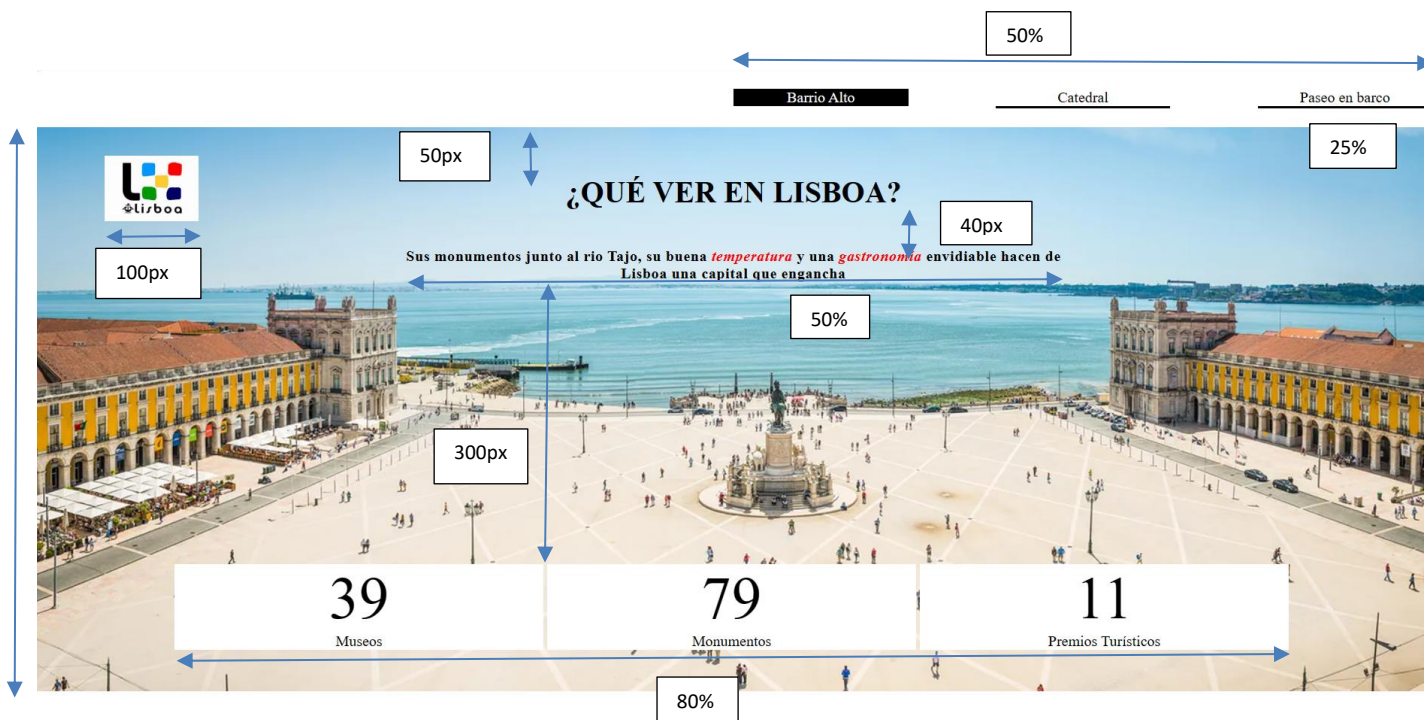 50%
Barrio Alto
Catedral
Paseo en barco
50px
25%
Lisboa
¿QUÉ VER EN LISBOA?
40px
100px
Sus monumentos junto al río Tajo, su buena temperatura y una gastronomía envidiable hacen de
Lisboa una capital que engancha
50%
300px
39
79
11
Museos
Monumentos
Premios Turísticos
80%